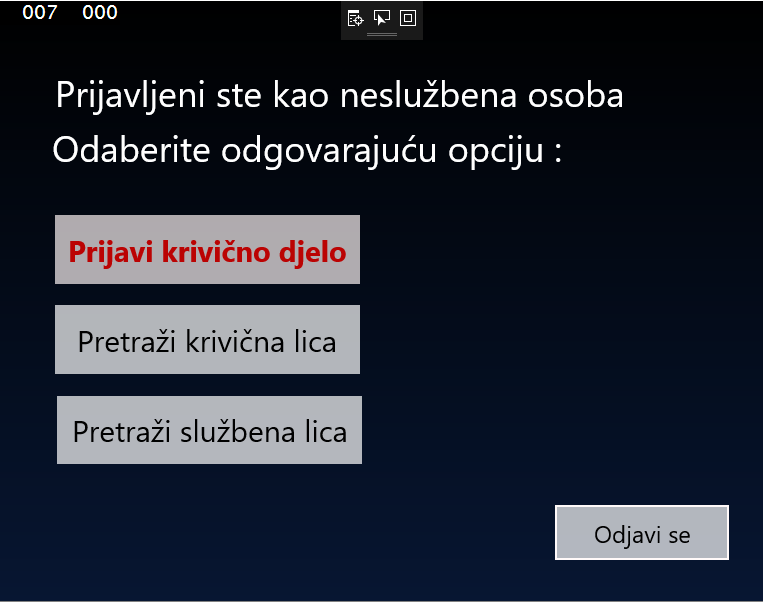 007 000
Prijavljeni ste kao neslužbena osoba
Odaberite odgovarajuću opciju :
Prijavi krivično djelo
Pretraži krivična lica
Pretraži službena lica
Odjavi se